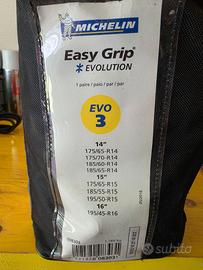 MICHELIN
Easy Grip
EVOLUTION
1 paire / paio / par / par
EVO
3
14"
175/65-R14
175/70-R14
185/60-R14
185/65-R14
15"
175/65-R15
185/55-R15
195/50-R15
16"
195/45-R16
008303
Subito